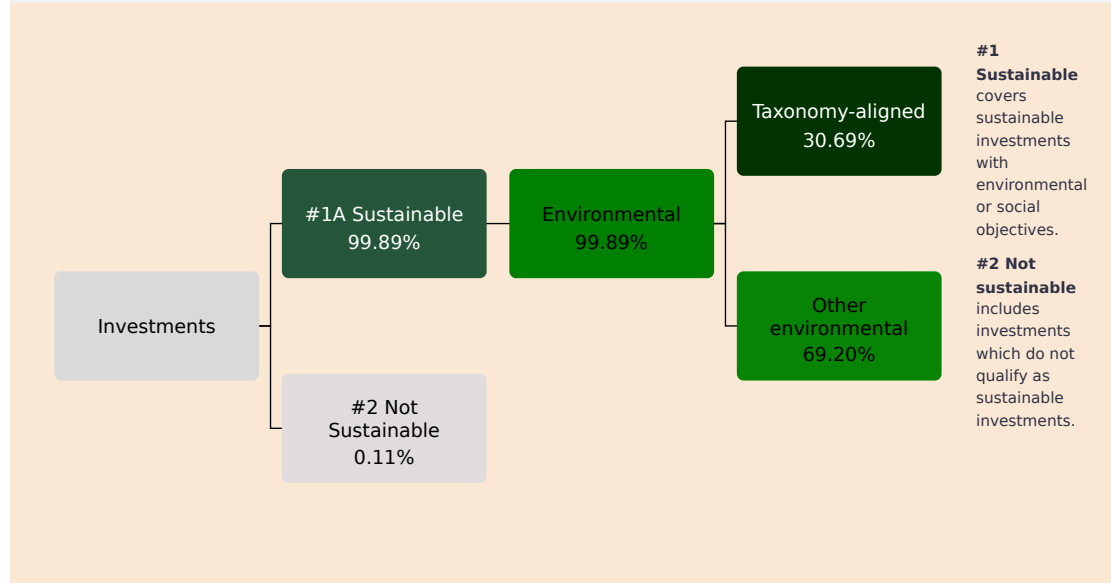 Investments
#1A Sustainable
99.89%
#2 Not
Sustainable
0.11%
Environmental
99.89%
Taxonomy-aligned
30.69%
Other
environmental
69.20%
#1
Sustainable
covers
sustainable
investments
with
environmental
or social
objectives.
#2 Not
sustainable
includes
investments
which do not
qualify as
sustainable
investments.